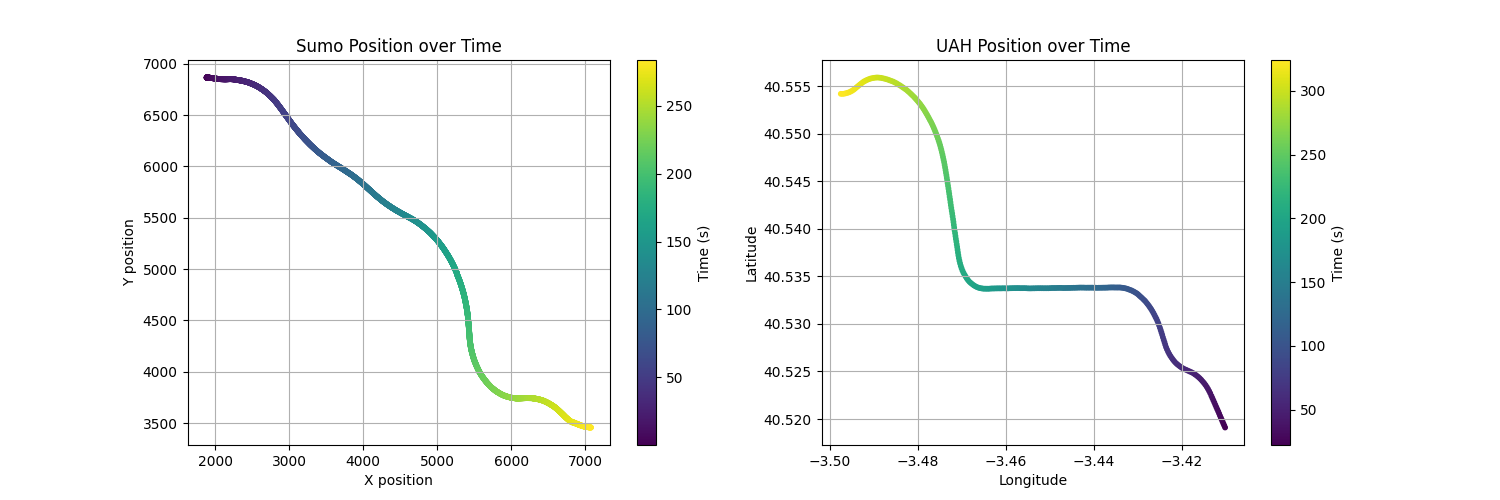 Sumo Position over Time
7000
6500
6000
5500
5000
4500
4000
3500
Y position
2000 3000 4000 5000 6000 7000
X position
250
200
150
100
50
Time (s)
UAH Position over Time
40.555
40.550
40.545
40.540
40.535
40.530
40.525
40.520
Latitude
−3.50 −3.48 −3.46 −3.44 −3.42
Longitude
300
250
200
150
100
50
Time (s)